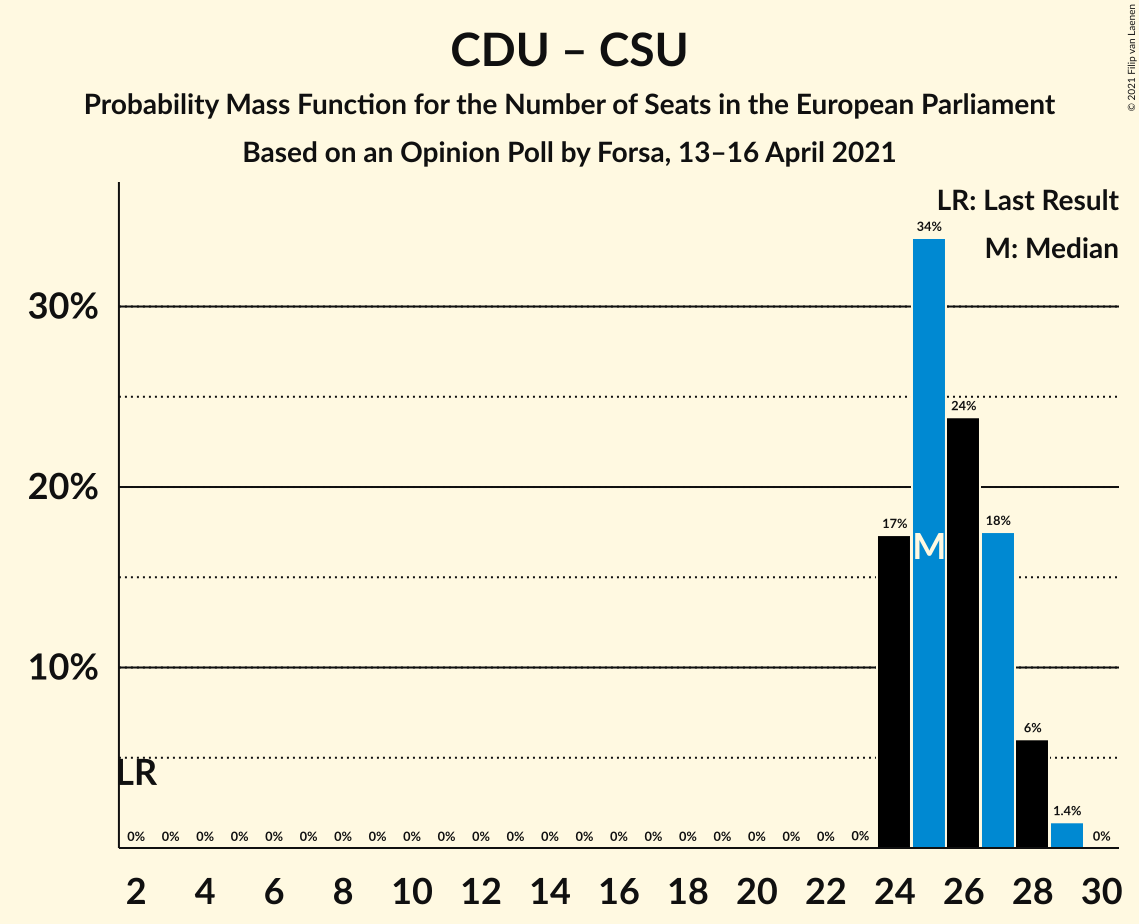 CDU – CSU
Probability Mass Function for the Number of Seats in the European Parliament
Based on an Opinion Poll by Forsa, 13–16 April 2021
© 2021 Filip van Laenen
LR: Last Result
M: Median
34%
30%
24%
20%
17%
18%
M
10%
6%
LR
1.4%
0% 0% 0% 0% 0% 0% 0% 0% 0% 0% 0% 0% 0% 0% 0% 0% 0% 0% 0% 0% 0% 0% 0%
2 4 6 8 10 12 14 16 18 20 22 24 26 28 30